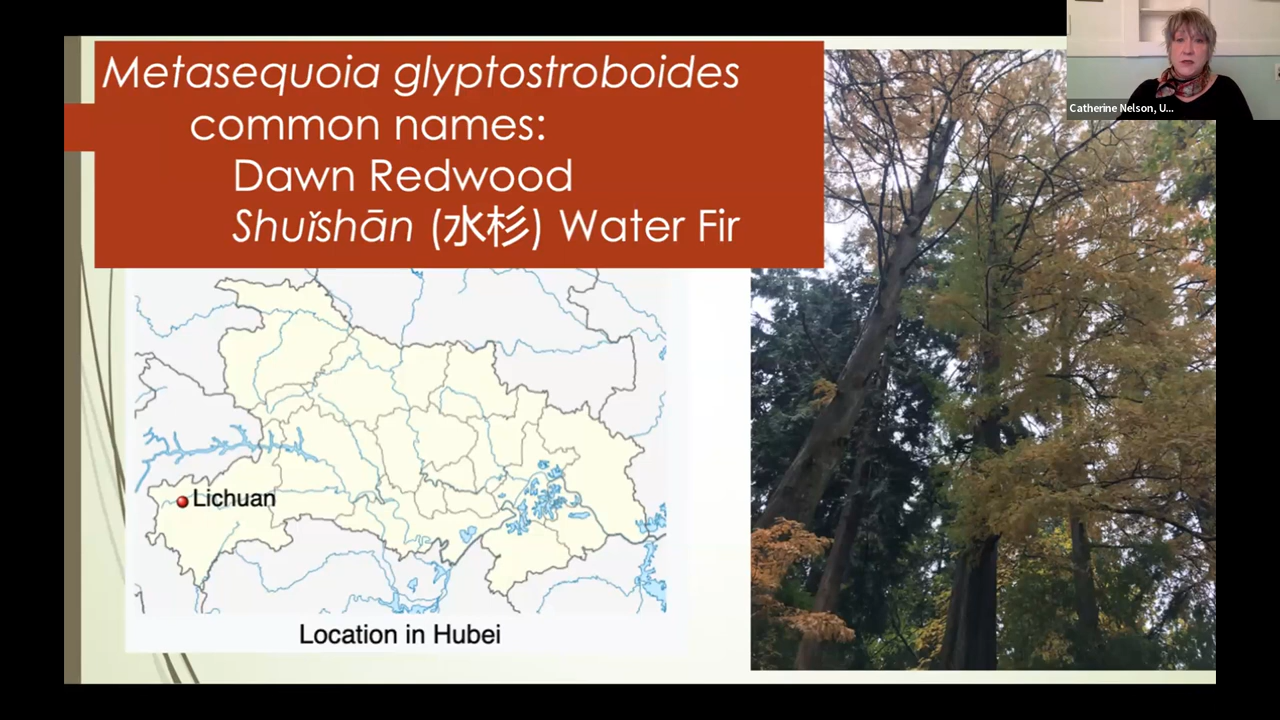 Metasequoia glyptostroboides
common names:
Dawn Redwood
Shuǐshān (水杉) Water Fir
Catherine Nelson, U...
Lichuan
Location in Hubei